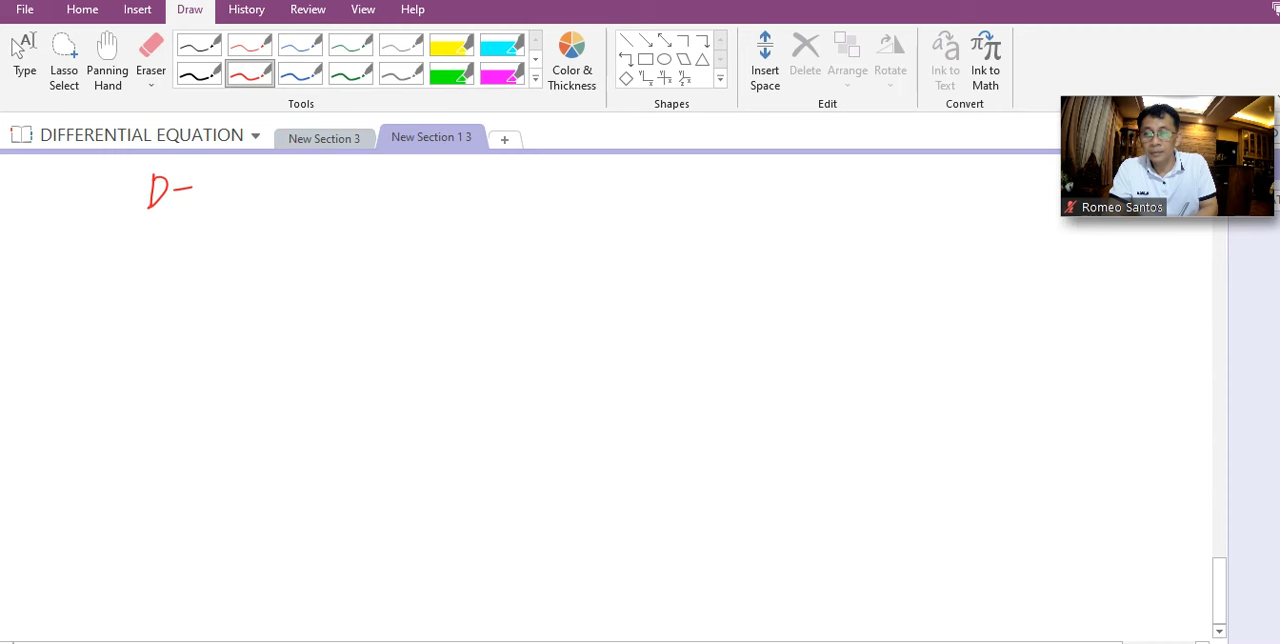 File Home Insert Draw History Review View Help
Type Lasso Select Panning Hand Eraser
Color & Thickness
Insert Space Delete Arrange Rotate
Ink to Text Ink to Math
Tools Shapes Edit Convert
DIFFERENTIAL EQUATION New Section 3 New Section 1 3
D-
Romeo Santos